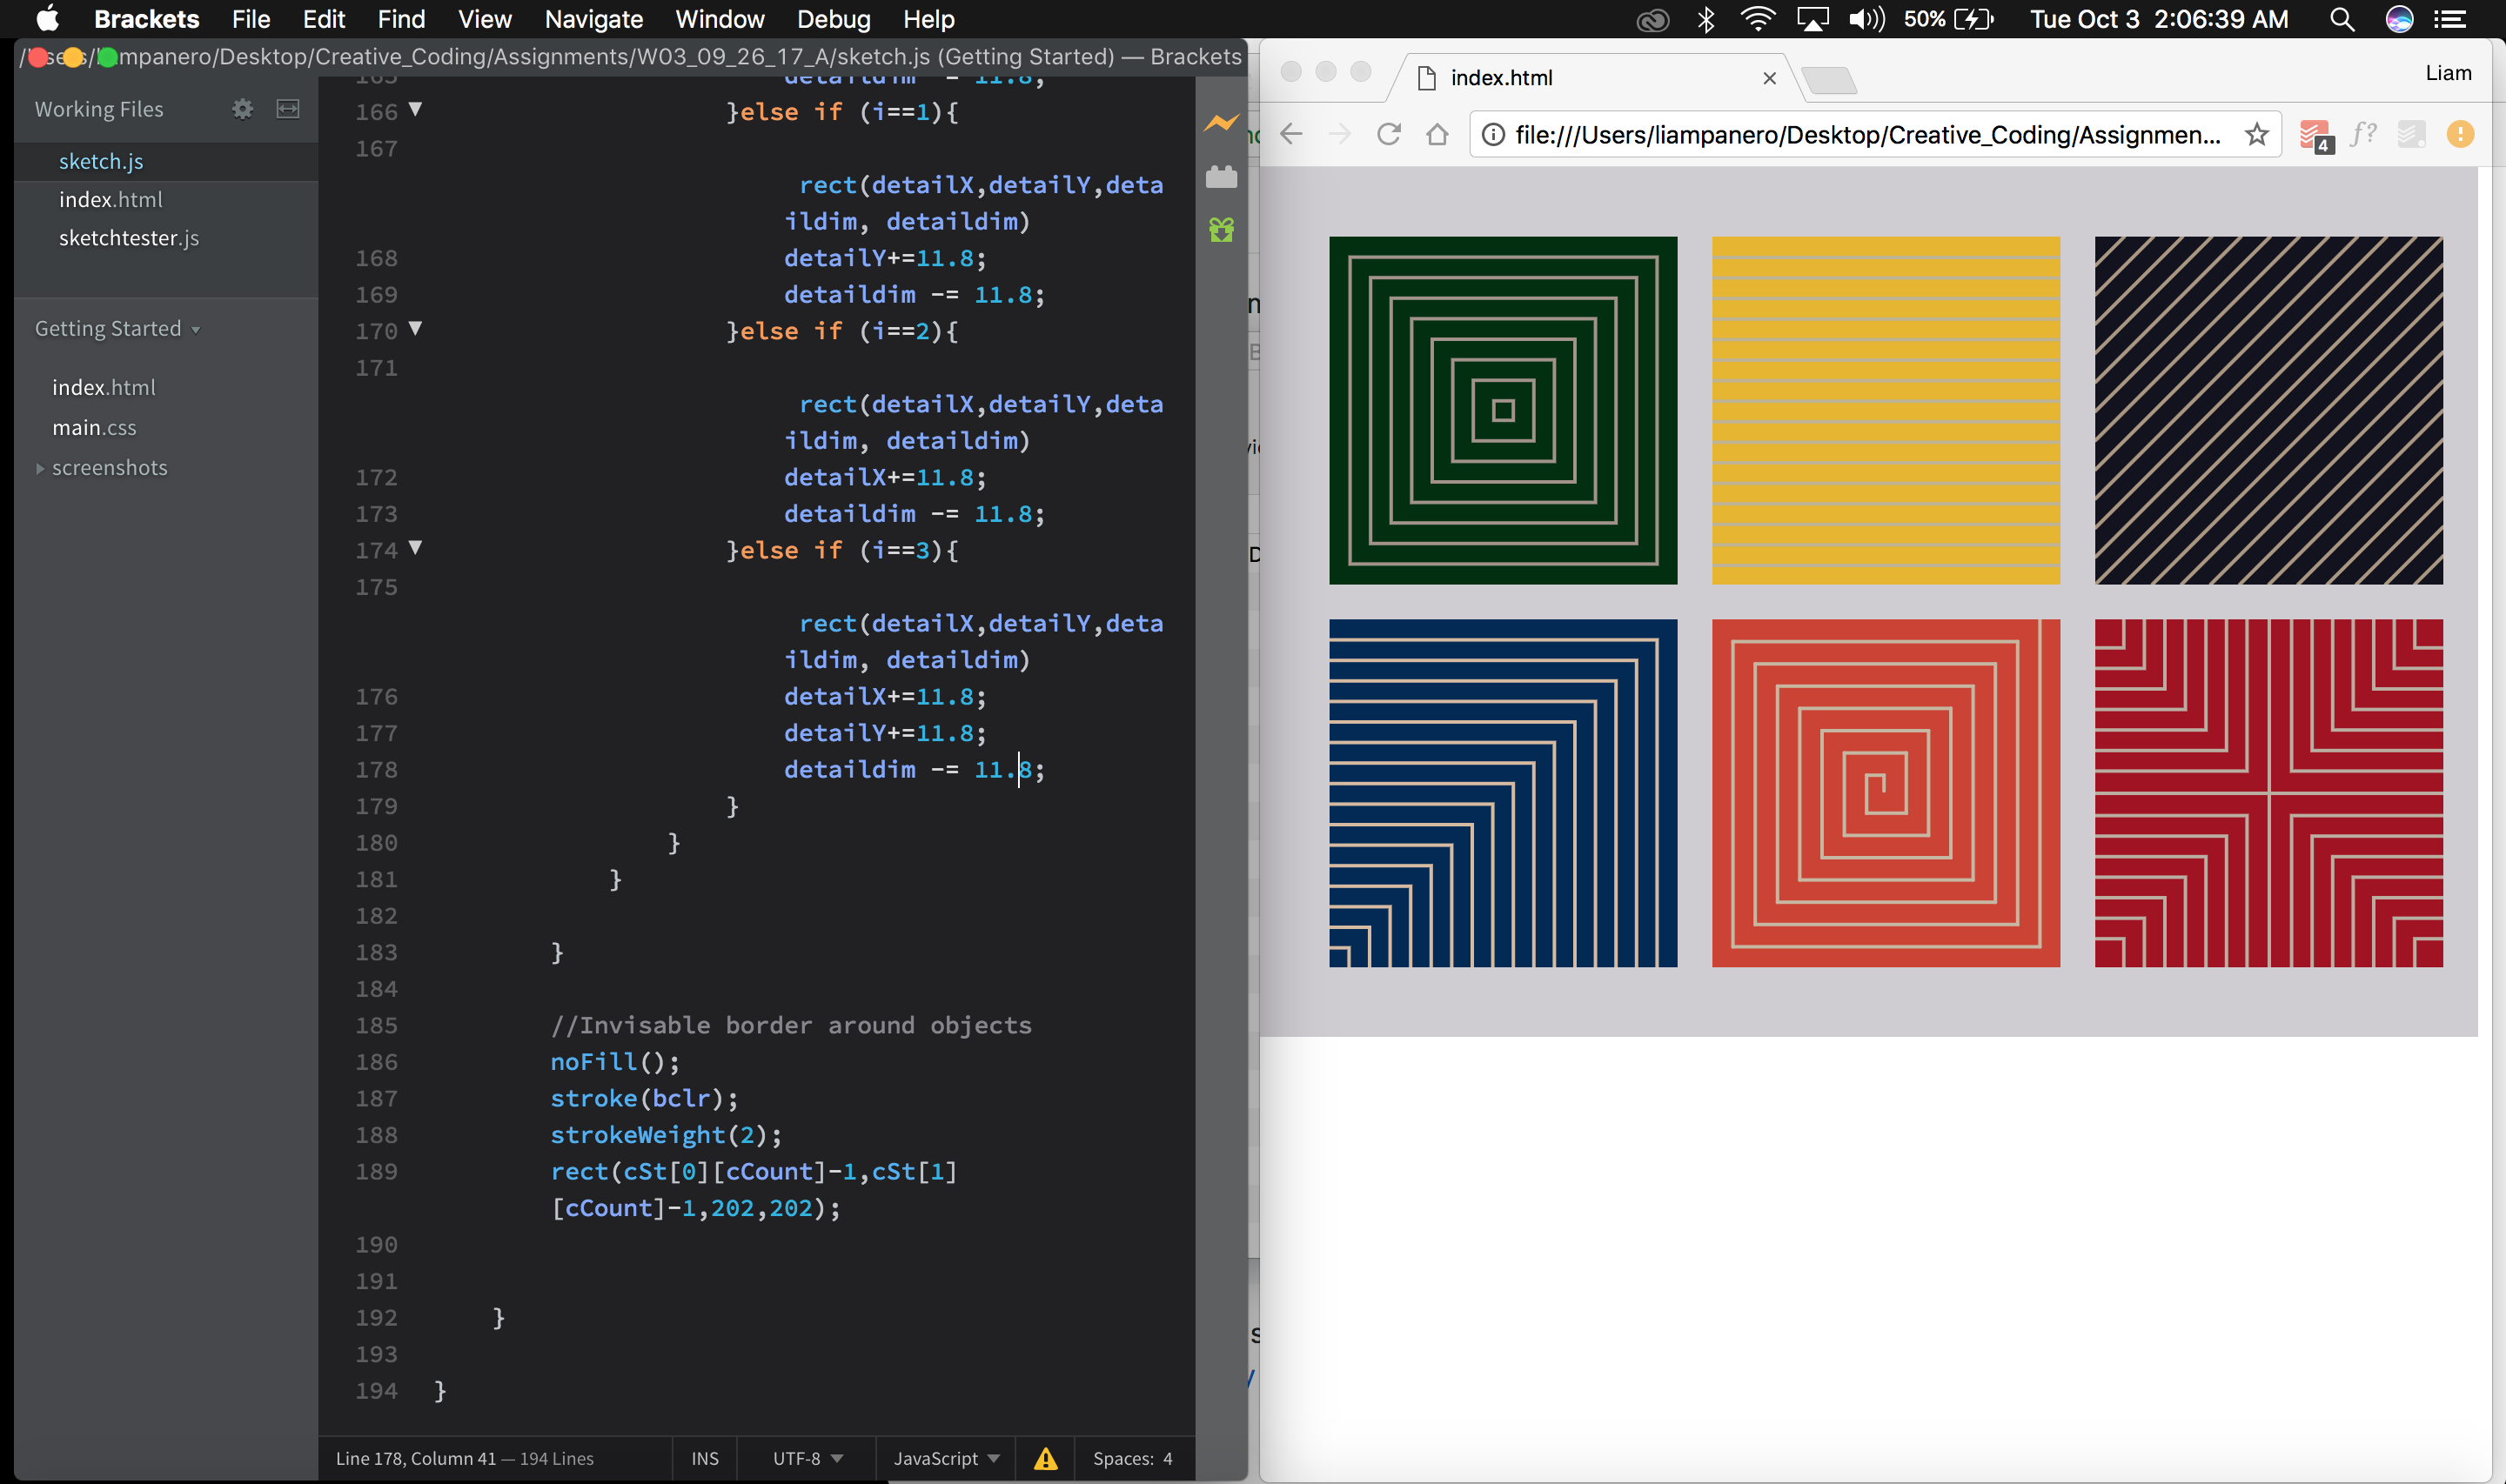 Brackets File Edit Find View Navigate Window Debug Help 50% Tue Oct 3 2:06:39 AM
mpanero/Desktop/Creative_Coding/Assignments/W03_09_26_17_A/sketch.js (Getting Started) — Brackets
Working Files
sketch.js
index.html
sketchtester.js
Getting Started
index.html
main.css
screenshots
165 detaildim -= 11.8;
166 }else if (i==1){
167
rect(detailX,detailY,deta
ildim, detaildim)
168 detailY+=11.8;
169 detaildim -= 11.8;
170 }else if (i==2){
171
rect(detailX,detailY,deta
ildim, detaildim)
172 detailX+=11.8;
173 detaildim -= 11.8;
174 }else if (i==3){
175
rect(detailX,detailY,deta
ildim, detaildim)
176 detailX+=11.8;
177 detailY+=11.8;
178 detaildim -= 11.8;
179 }
180 }
181 }
182
183 }
184
185 //Invisable border around objects
186 noFill();
187 stroke(bclr);
188 strokeWeight(2);
189 rect(cSt[0][cCount]-1,cSt[1]
[cCount]-1,202,202);
190
191
192 }
193
194 }
Line 178, Column 41 — 194 Lines INS UTF-8 JavaScript Spaces: 4
index.html
Liam
file:///Users/liampanero/Desktop/Creative_Coding/Assignmen...
4
f?